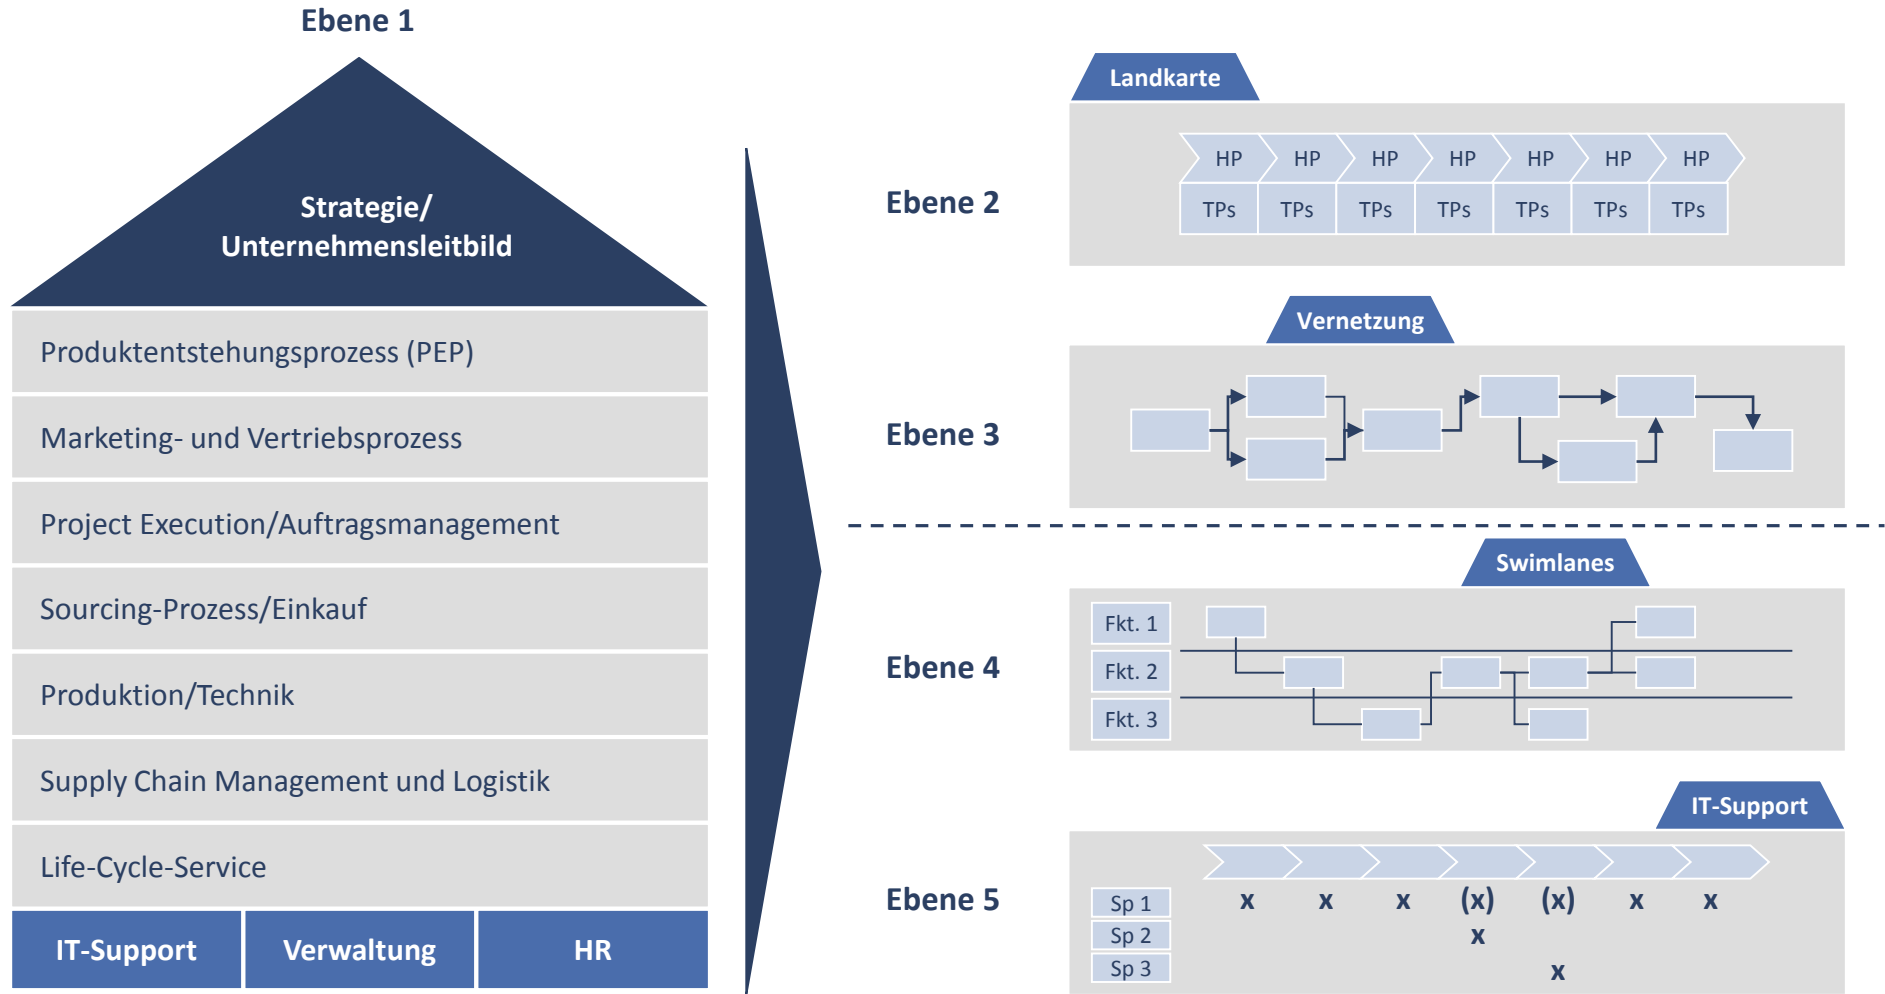 Ebene 1
Strategie/
Unternehmensleitbild
Produktentstehungsprozess (PEP)
Marketing- und Vertriebsprozess
Project Execution/Auftragsmanagement
Sourcing-Prozess/Einkauf
Produktion/Technik
Supply Chain Management und Logistik
Life-Cycle-Service
IT-Support Verwaltung HR
Landkarte
Ebene 2
HP HP HP HP HP HP HP
TPs TPs TPs TPs TPs TPs TPs
Vernetzung
Ebene 3
Swimlanes
Ebene 4
Fkt. 1
Fkt. 2
Fkt. 3
IT-Support
Ebene 5
Sp 1 x x x (x) (x) x x
Sp 2 x
Sp 3 x